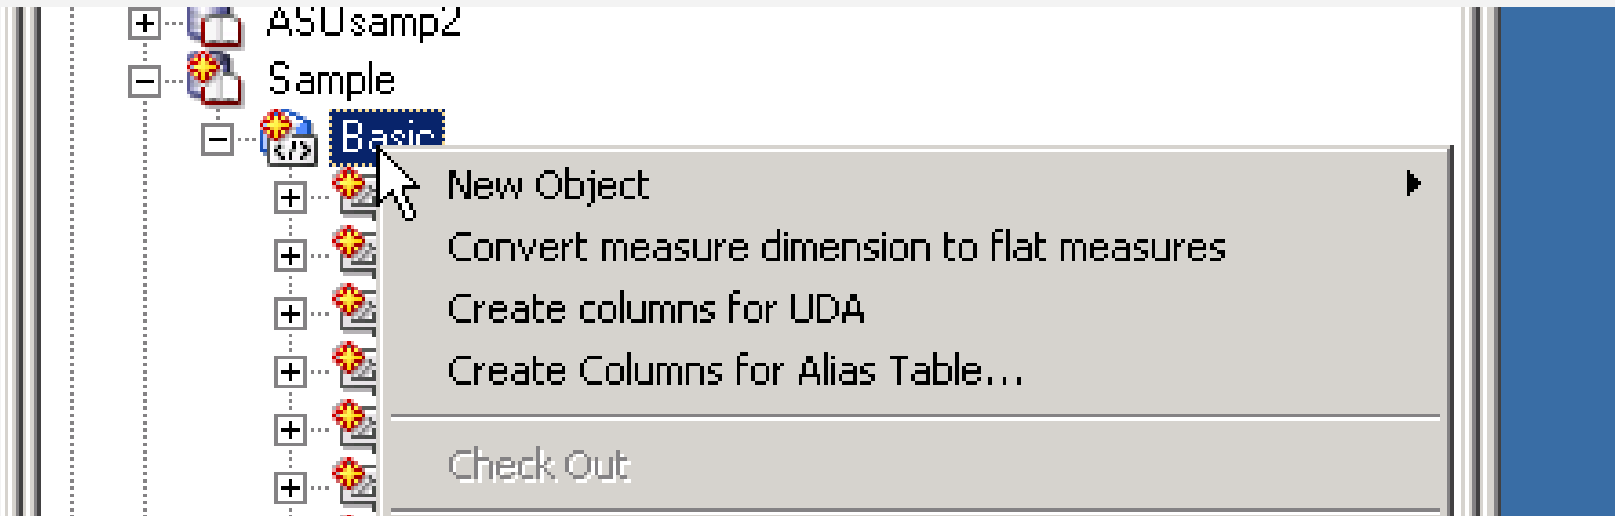 ASUsamp2
Sample
Basic
New Object
Convert measure dimension to flat measures
Create columns for UDA
Create Columns for Alias Table...
Check Out